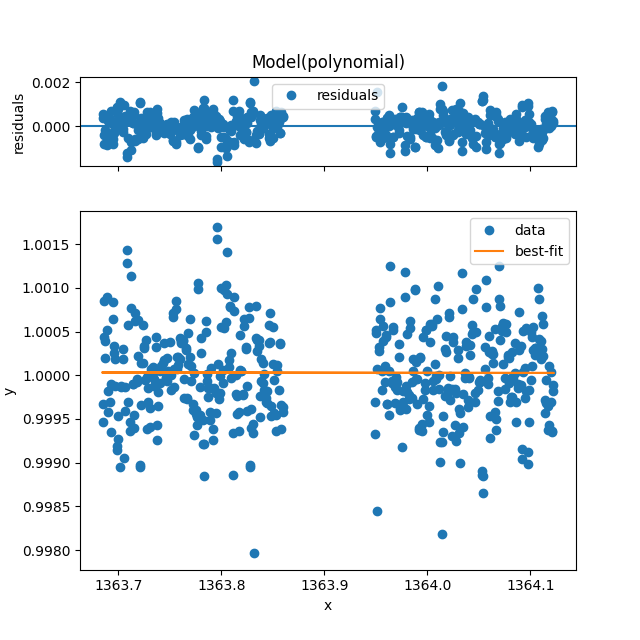 Model(polynomial)
0.002
0.000
residuals
residuals
1.0015
1.0010
1.0005
1.0000
0.9995
0.9990
0.9985
0.9980
y
data
best-fit
1363.7 1363.8 1363.9 1364.0 1364.1
x